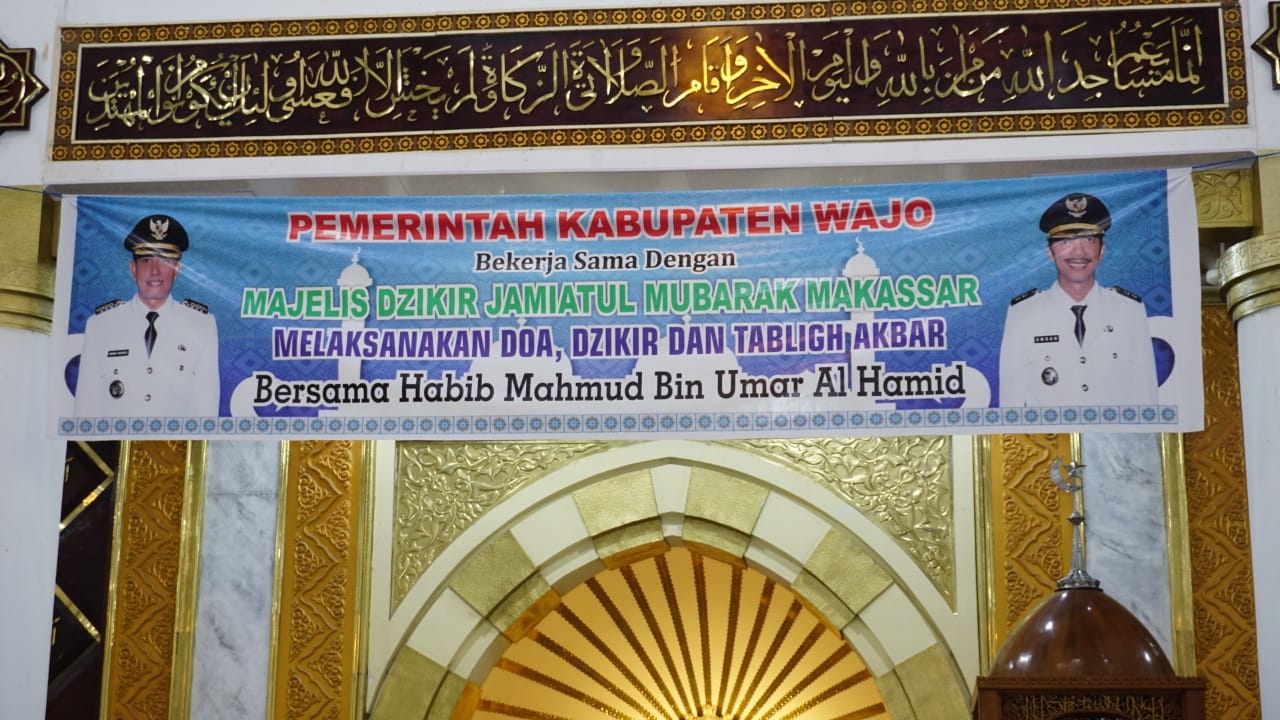 إنما يعمر مساجد الله من آمن بالله واليوم الآخر وأقام الصلاة وآتى الزكاة ولم يخش إلا الله فعسى أولئك أن يكونوا من المهتدين
PEMERINTAH KABUPATEN WAJO
Bekerja Sama Dengan
MAJELIS DZIKIR JAMIATUL MUBARAK MAKASSAR
MELAKSANAKAN DOA, DZIKIR DAN TABLIGH AKBAR
Bersama Habib Mahmud Bin Umar Al Hamid
AMRAN